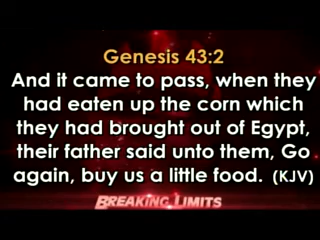 Genesis 43:2
And it came to pass, when they
had eaten up the corn which
they had brought out of Egypt,
their father said unto them, Go
again, buy us a little food. (KJV)
BREAKING LIMITS